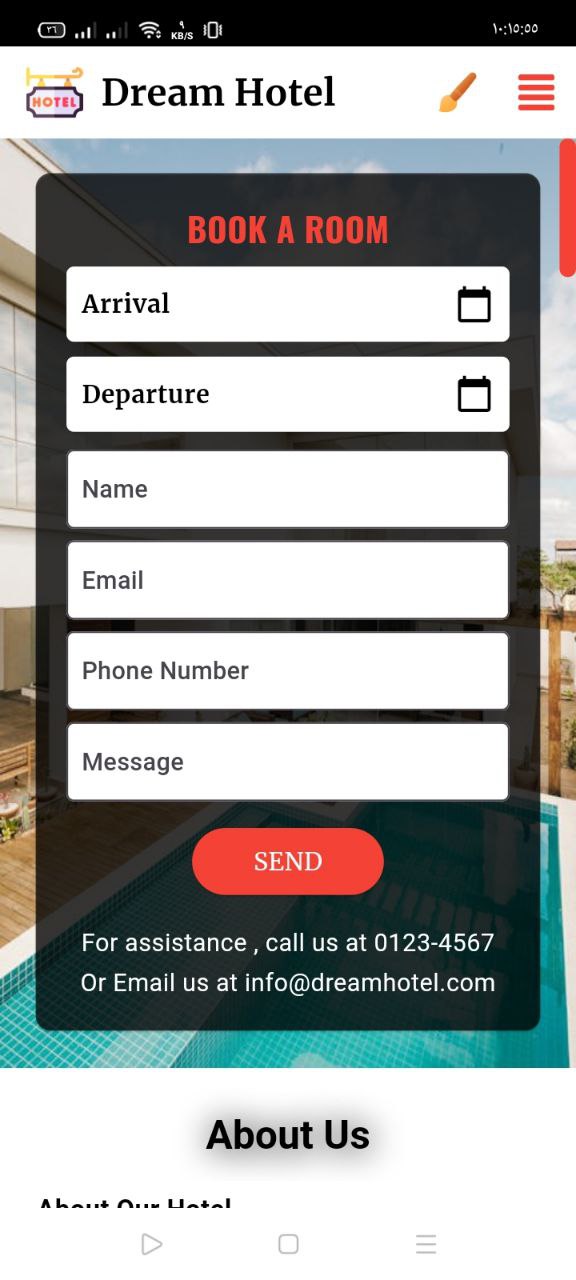 ٣٦
٩
KB/S
١٠:١٥:٥٥
HOTEL
Dream Hotel
BOOK A ROOM
Arrival
Departure
Name
Email
Phone Number
Message
SEND
For assistance , call us at 0123-4567
Or Email us at info@dreamhotel.com
About Us
About Our Hotel